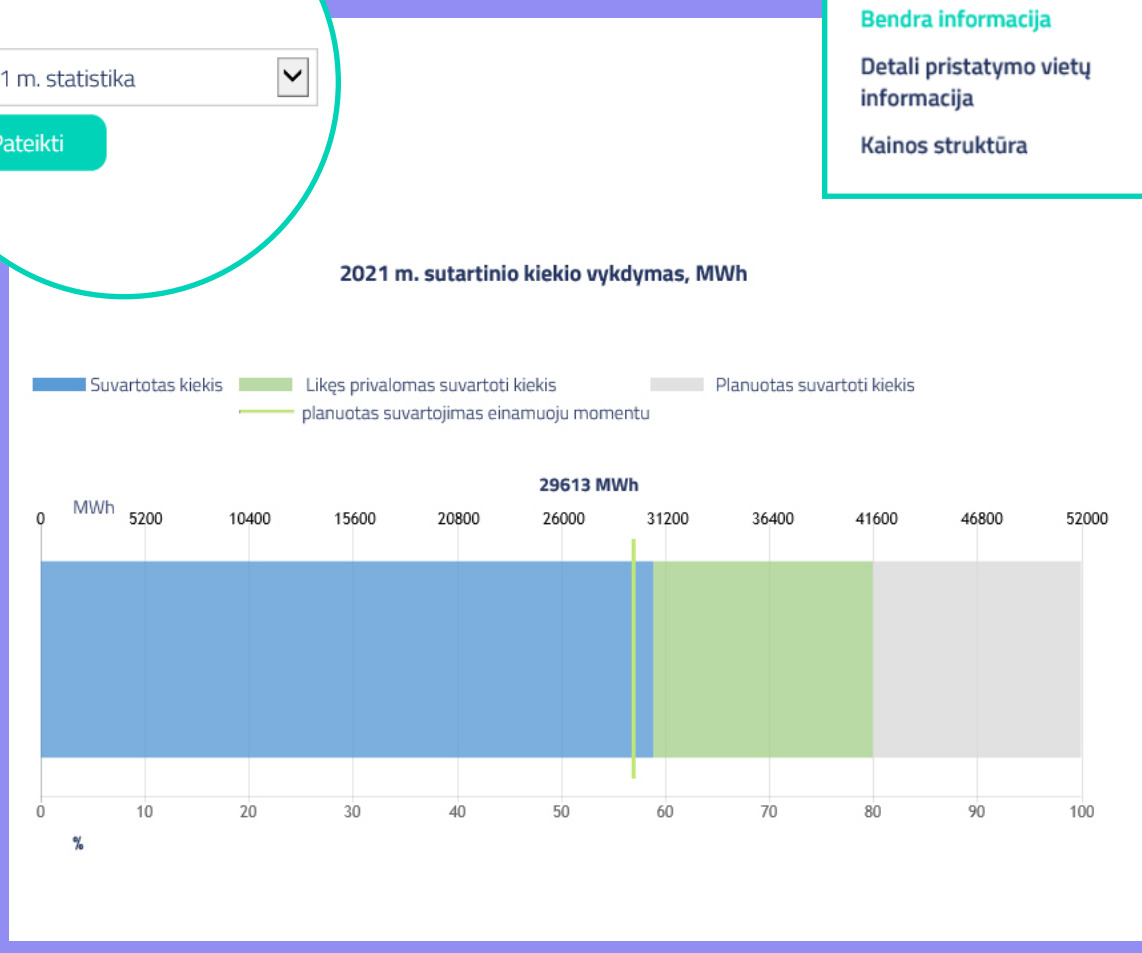 1 m. statistika
Pateikti
Bendra informacija
Detali pristatymo vietų
informacija
Kainos struktūra
2021 m. sutartinio kiekio vykdymas, MWh
Suvartotas kiekis Likęs privalomas suvartoti kiekis Planuotas suvartoti kiekis
planuotas suvartojimas einamuoju momentu
29613 MWh
MWh
0 5200 10400 15600 20800 26000 31200 36400 41600 46800 52000
0 10 20 30 40 50 60 70 80 90 100
%